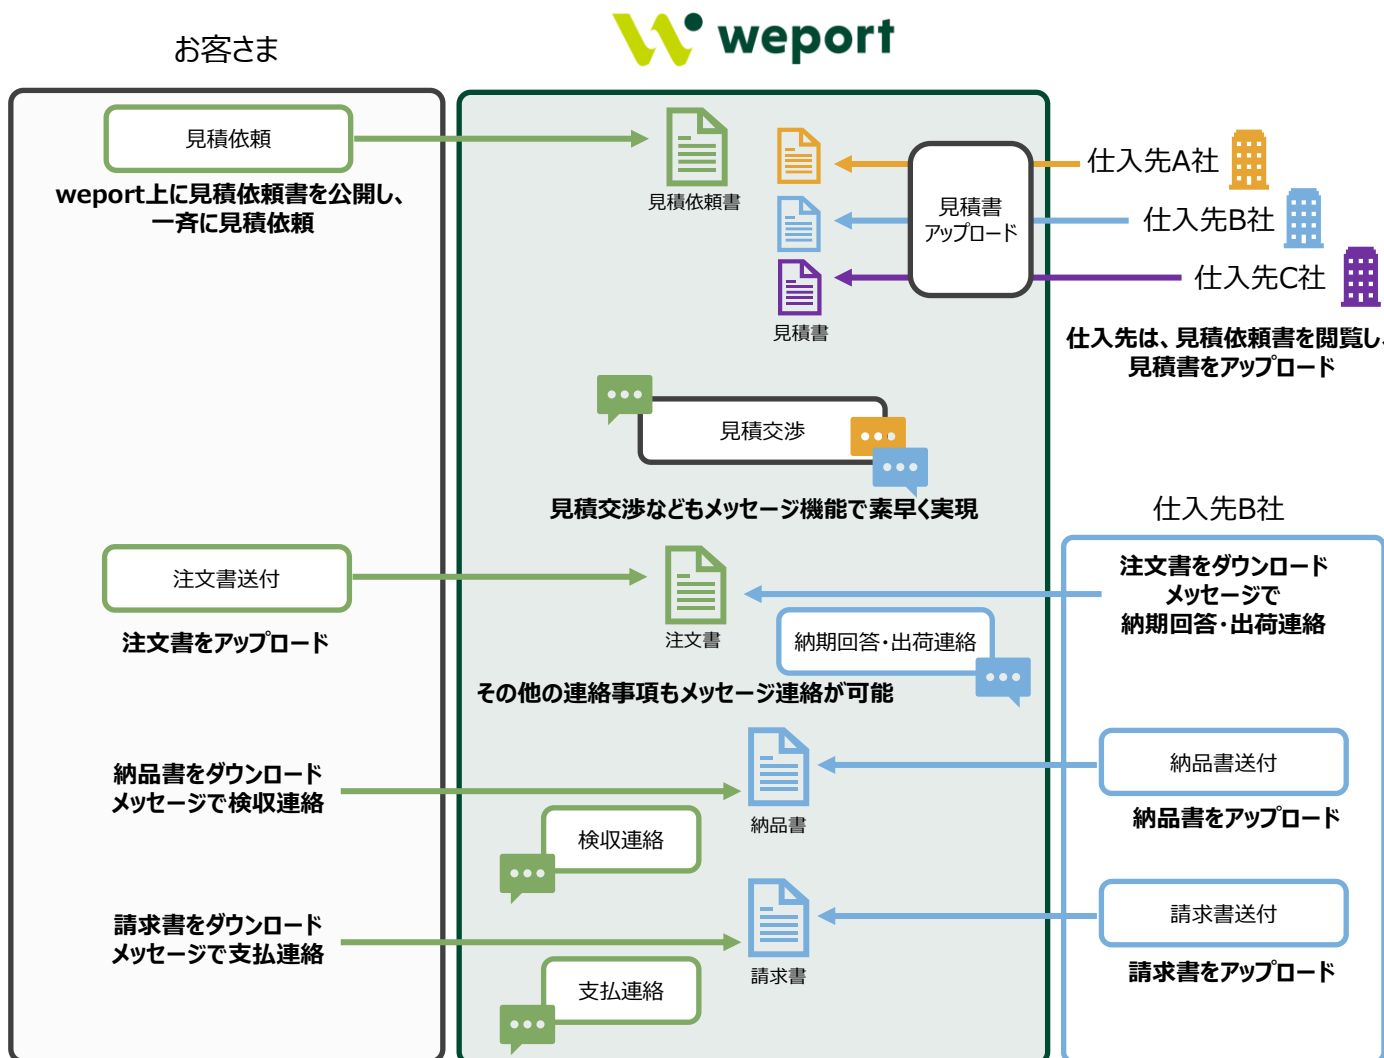 お客さま
weport
見積依頼
weport上に見積依頼書を公開し、
一斉に見積依頼
見積依頼書
見積書
アップロード
仕入先A社
仕入先B社
仕入先C社
見積書
仕入先は、見積依頼書を閲覧し、
見積書をアップロード
見積交渉
見積交渉などもメッセージ機能で素早く実現
仕入先B社
注文書送付
注文書をアップロード
注文書
注文書をダウンロード
メッセージで
納期回答・出荷連絡
納期回答・出荷連絡
その他の連絡事項もメッセージ連絡が可能
納品書をダウンロード
メッセージで検収連絡
納品書
検収連絡
納品書送付
納品書をアップロード
請求書をダウンロード
メッセージで支払連絡
請求書
支払連絡
請求書送付
請求書をアップロード